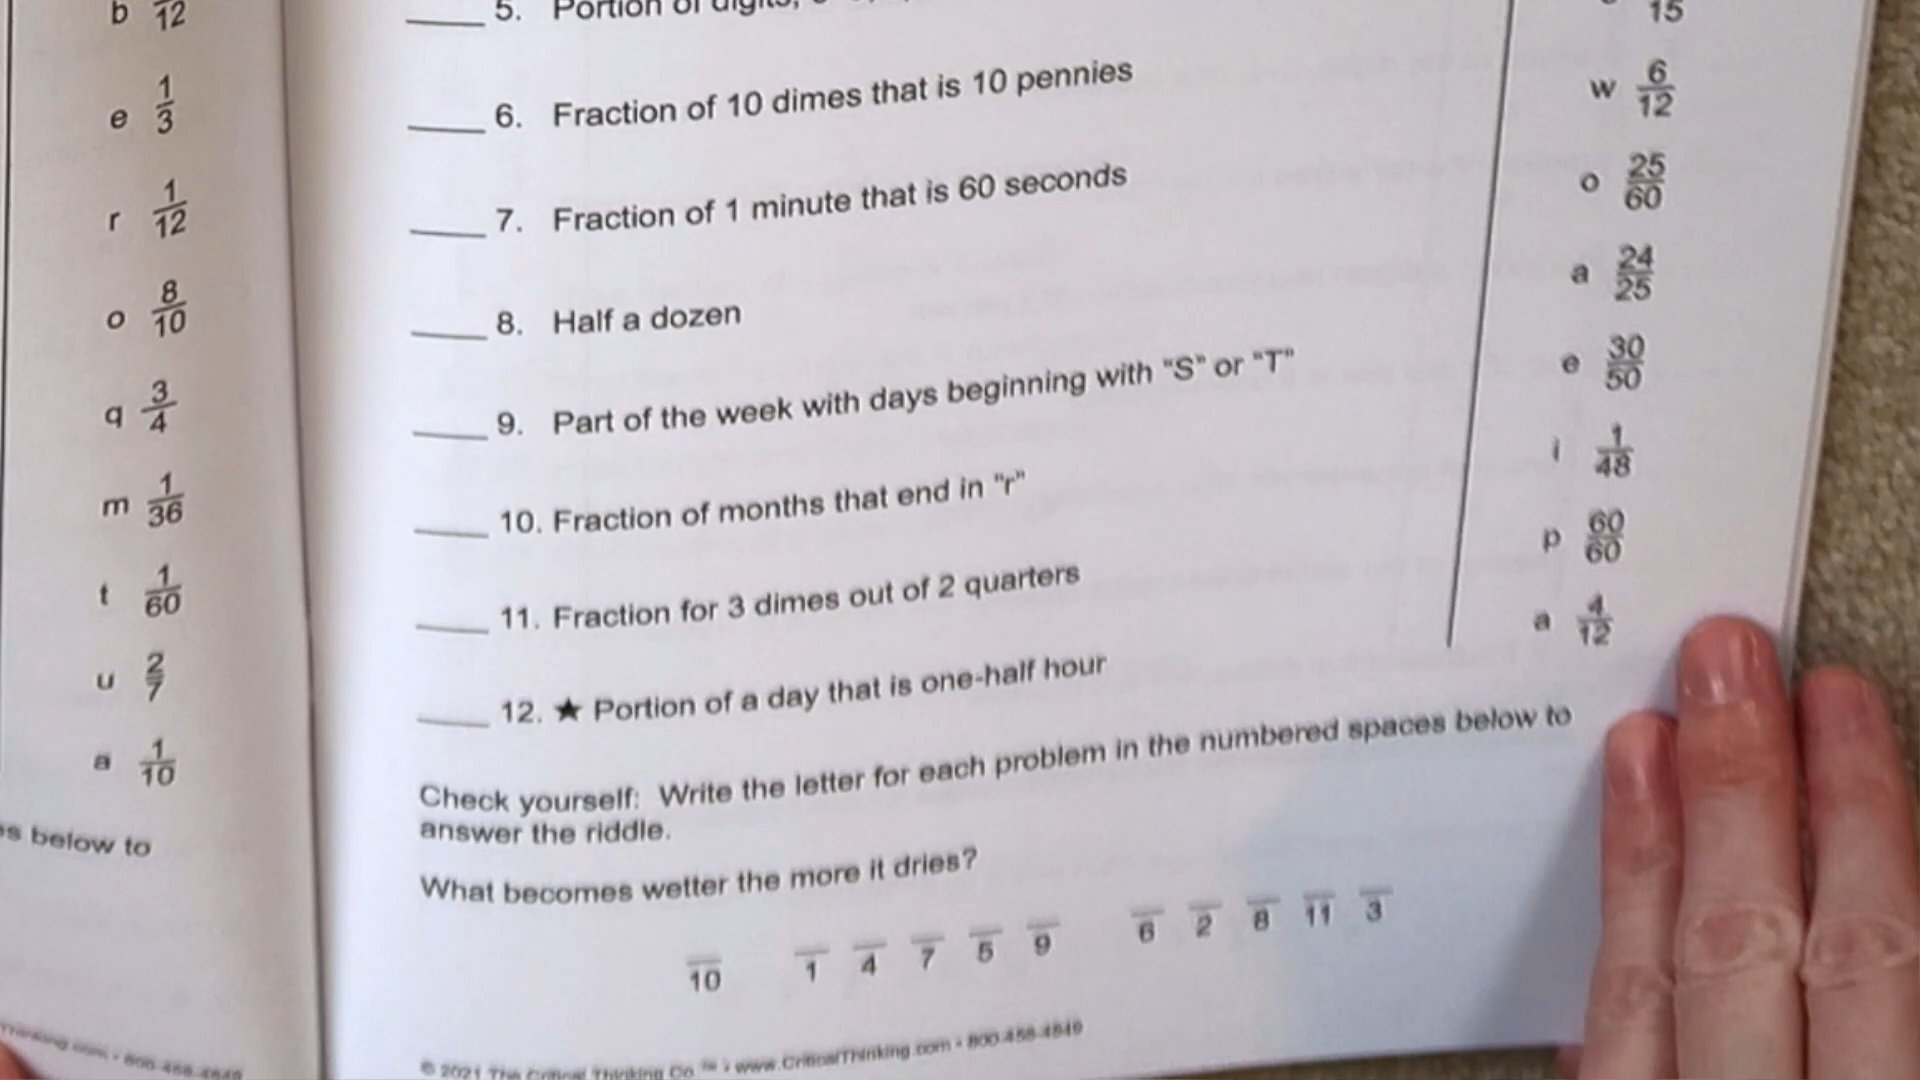 b 12
e 1/3
r 1/12
o 8/10
q 3/4
m 1/36
t 1/60
u 2/7
a 1/10
below to
5. Portion of digits,
6. Fraction of 10 dimes that is 10 pennies
7. Fraction of 1 minute that is 60 seconds
8. Half a dozen
9. Part of the week with days beginning with "S" or "T"
10. Fraction of months that end in "r"
11. Fraction for 3 dimes out of 2 quarters
12. ★ Portion of a day that is one-half hour
Check yourself: Write the letter for each problem in the numbered spaces below to
answer the riddle.
What becomes wetter the more it dries?
10 1 4 7 5 9 6 2 8 11 3
© 2021 The Critical Thinking Co.™ • www.CriticalThinking.com • 800-458-4849
15
w 6/12
o 25/60
a 24/25
e 30/50
i 1/48
p 60/60
a 4/12